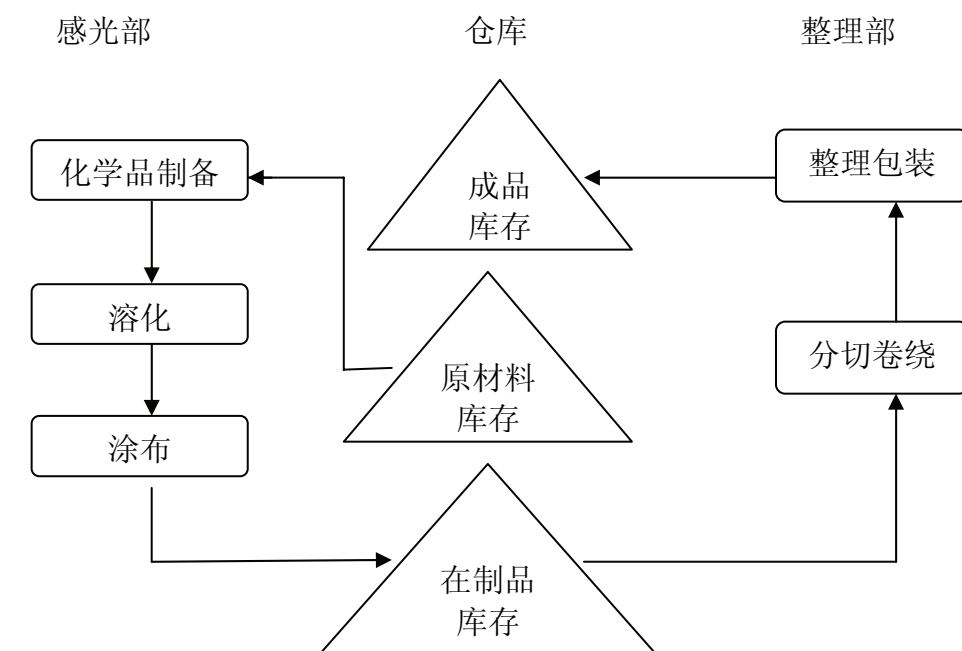 感光部
仓库
整理部
化学品制备
溶化
涂布
成品
库存
原材料
库存
在制品
库存
整理包装
分切卷绕